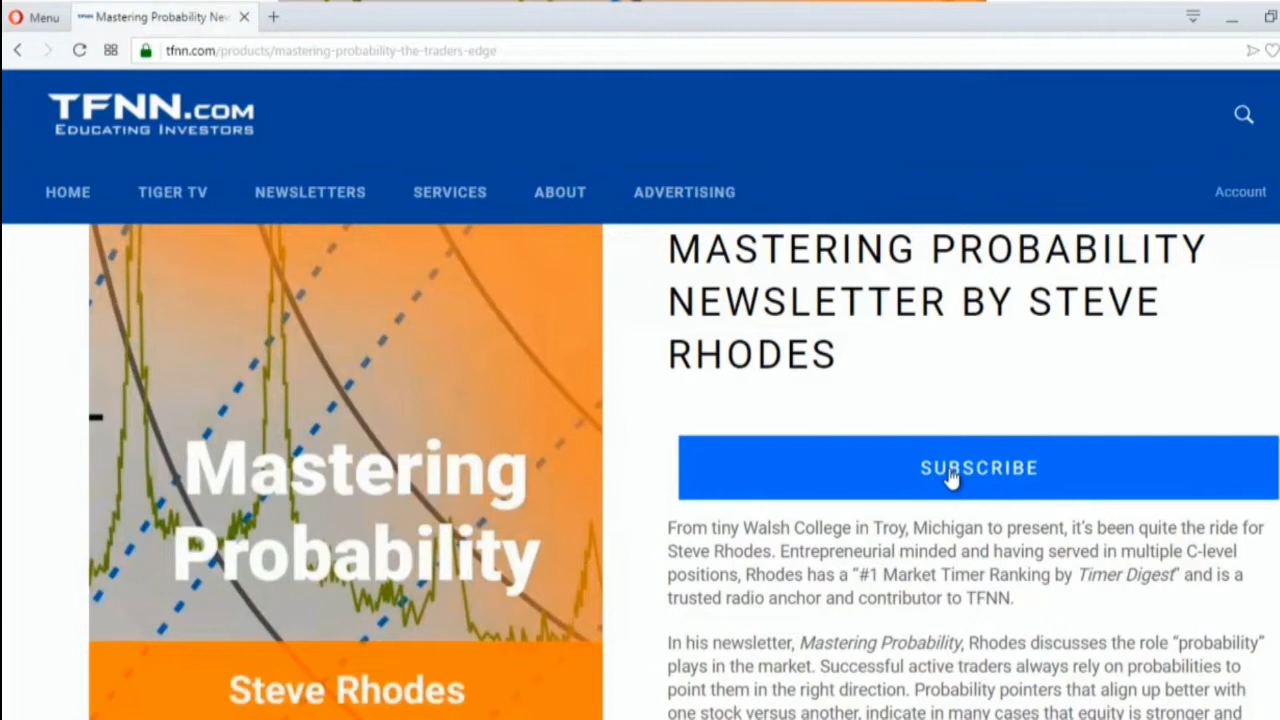 Menu
TFNN Mastering Probability New
tfnn.com/products/mastering-probability-the-traders-edge
TFNN.COM
EDUCATING INVESTORS
HOME TIGER TV NEWSLETTERS SERVICES ABOUT ADVERTISING Account
Mastering
Probability
Steve Rhodes
MASTERING PROBABILITY
NEWSLETTER BY STEVE
RHODES
SUBSCRIBE
From tiny Walsh College in Troy, Michigan to present, it’s been quite the ride for
Steve Rhodes. Entrepreneurial minded and having served in multiple C-level
positions, Rhodes has a “#1 Market Timer Ranking by Timer Digest” and is a
trusted radio anchor and contributor to TFNN.
In his newsletter, Mastering Probability, Rhodes discusses the role “probability”
plays in the market. Successful active traders always rely on probabilities to
point them in the right direction. Probability pointers that align up better with
one stock versus another, indicate in many cases that equity is stronger and